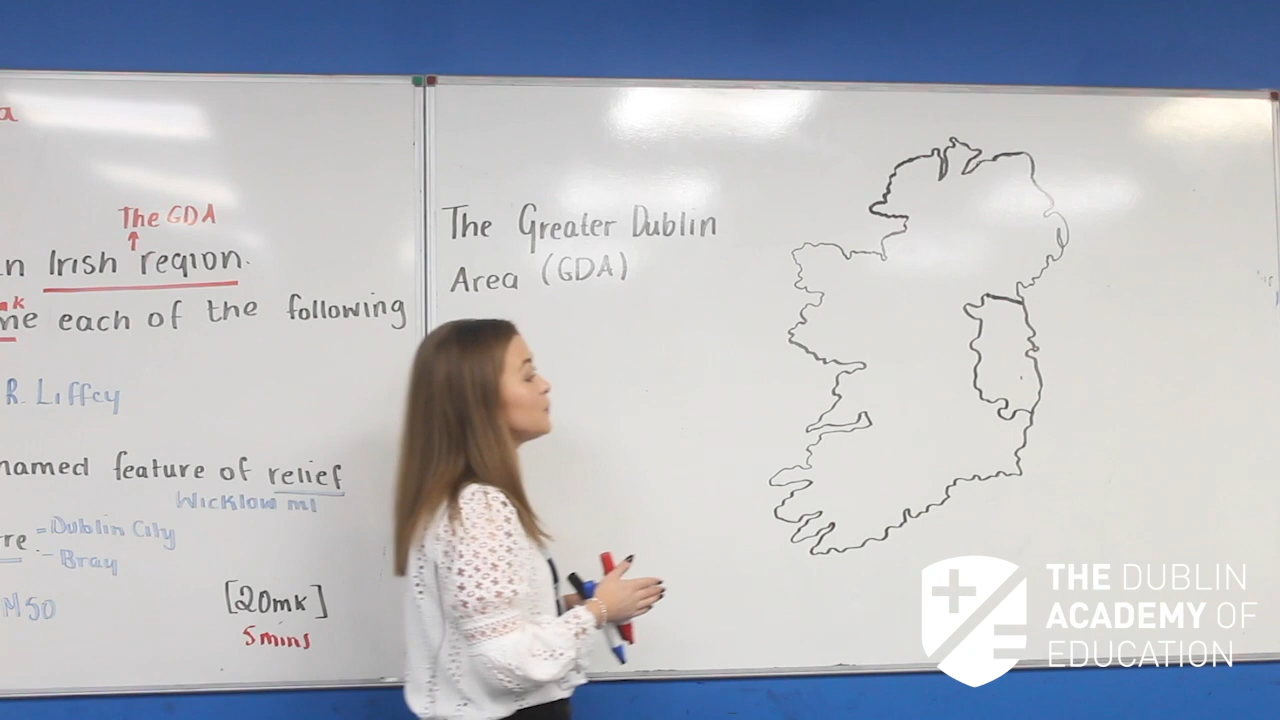 a
The GDA
n Irish region.
k
me each of the following
R. Liffey
named feature of relief
Wicklow mt
re - Dublin City
- Bray
M50
[20mk]
5mins
The Greater Dublin
Area (GDA)
THE DUBLIN
ACADEMY OF
EDUCATION